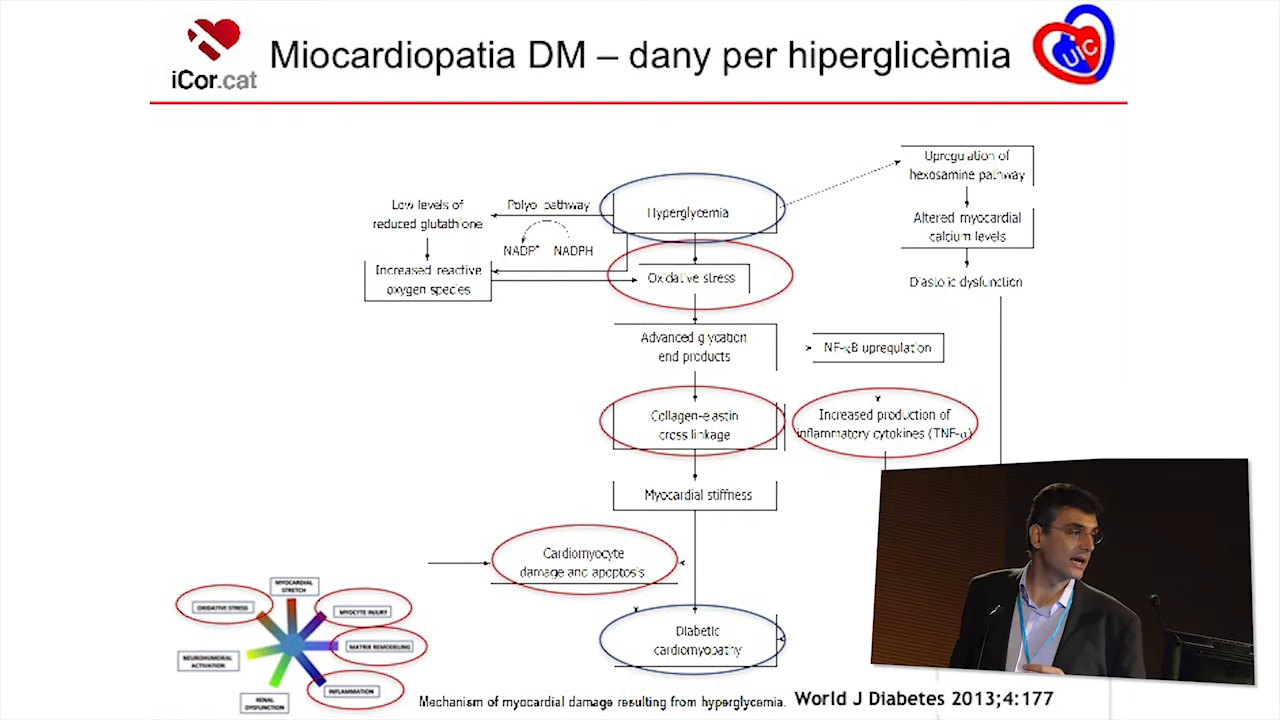 iCor.cat
Miocardiopatia DM – dany per hiperglicèmia
UIC
Upregulation of
hexosamine pathway
Low levels of
reduced glutathione
Polyol pathway
Hyperglycemia
Altered myocardial
calcium levels
NADP+
NADPH
Increased reactive
oxygen species
Oxidative stress
Diastolic dysfunction
Advanced glycation
end products
NF-κB upregulation
Collagen-elastin
cross linkage
Increased production of
inflammatory cytokines (TNF-α)
Myocardial stiffness
Cardiomyocyte
damage and apoptosis
Diabetic
cardiomyopathy
MYOCARDIAL
STRETCH
OXIDATIVE STRESS
MYOCYTE INJURY
MATRIX REMODELING
NEUROHUMORAL
ACTIVATION
INFLAMMATION
RENAL
DYSFUNCTION
Mechanism of myocardial damage resulting from hyperglycemia.
World J Diabetes 2013;4:177